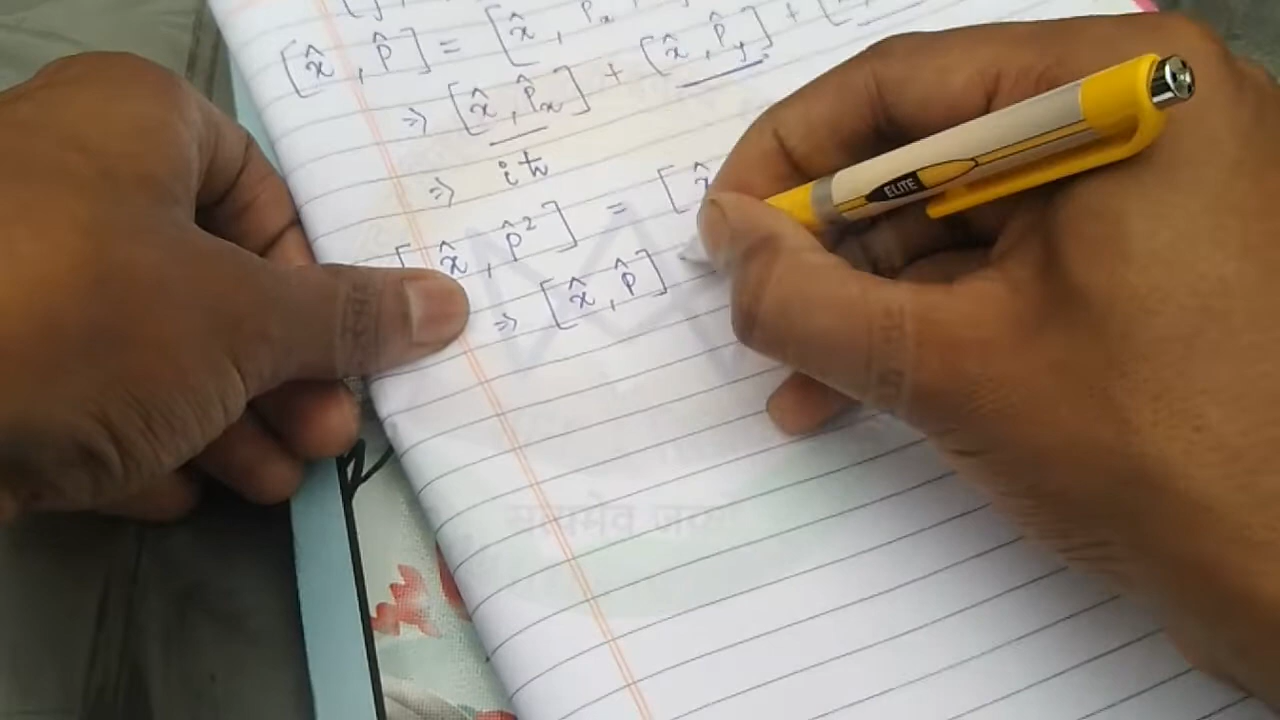 [x̂ , p̂] = [x̂ , p̂ₓ
⇒ [x̂ , p̂ₓ] + [x̂ , p̂ᵧ] + [
⇒ iħ
[x̂ , p̂²] = [x̂
⇒ [x̂ , p̂]
ELITE